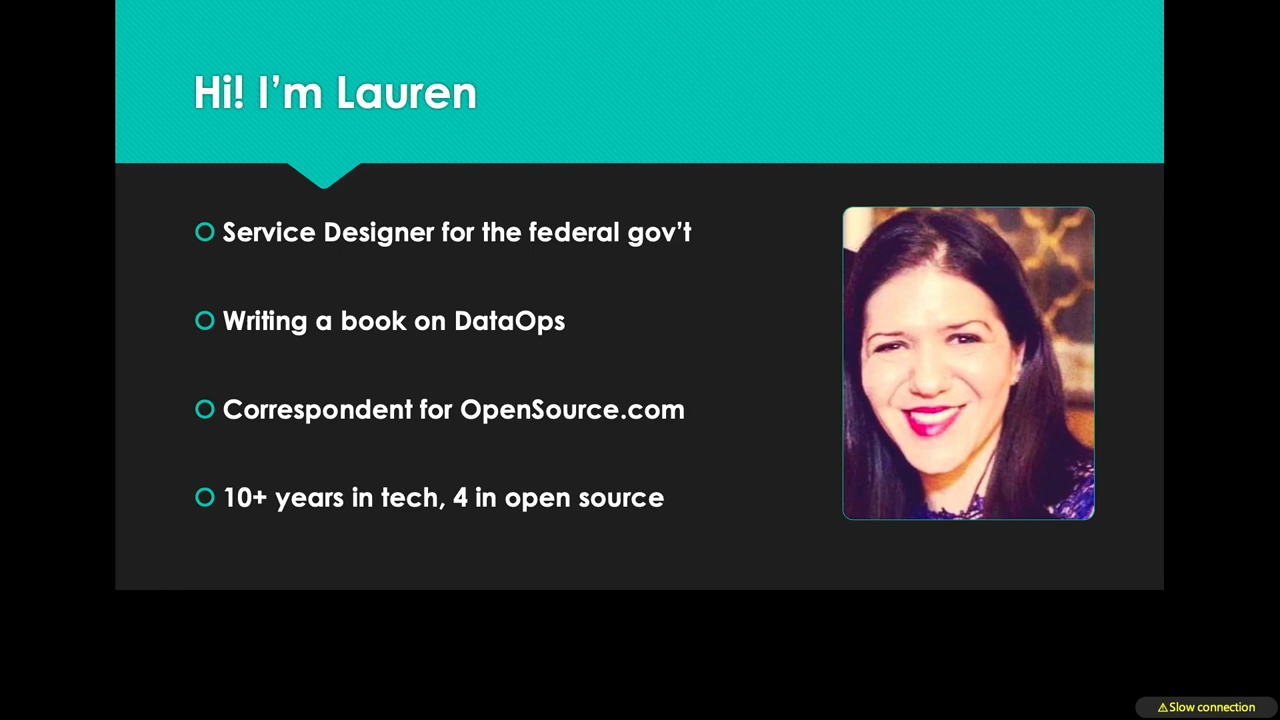 Hi! I’m Lauren
Service Designer for the federal gov’t
Writing a book on DataOps
Correspondent for OpenSource.com
10+ years in tech, 4 in open source
⚠Slow connection